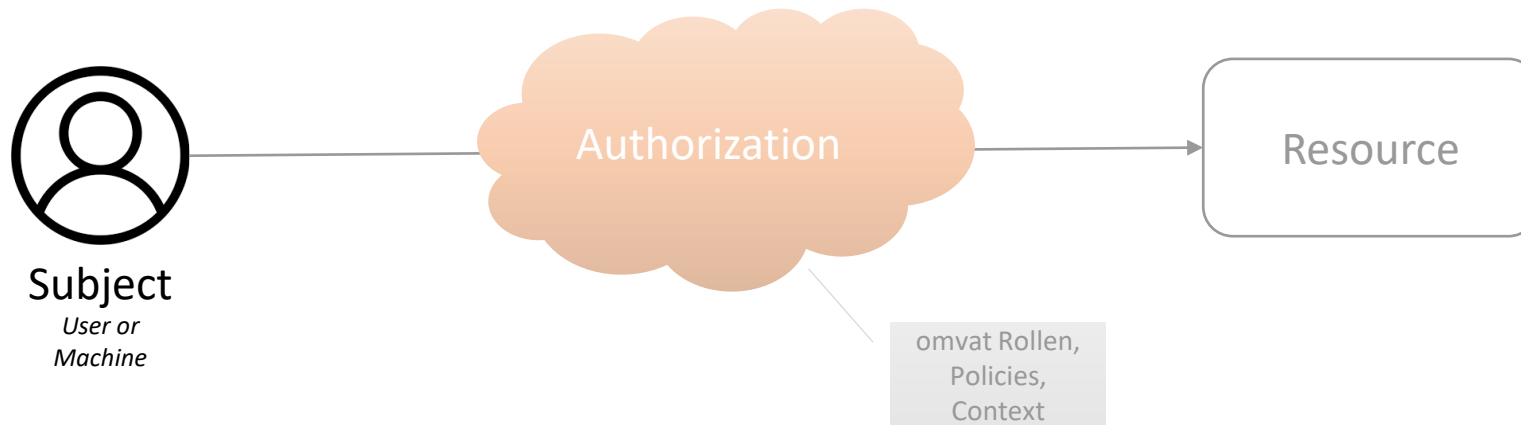 Authorization
Resource
Subject
User or
Machine
omvat Rollen,
Policies,
Context